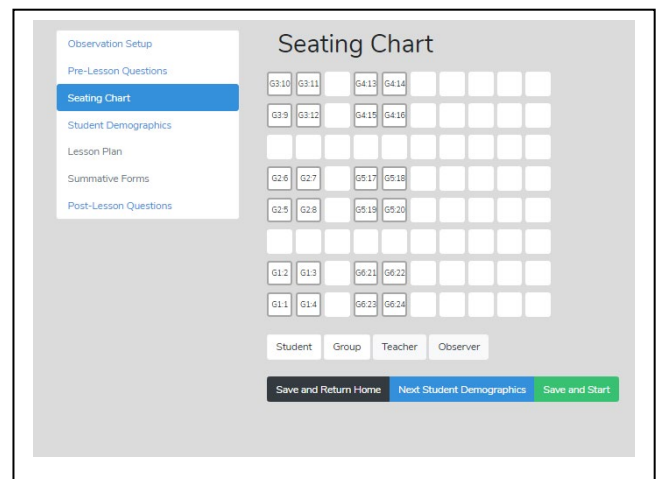 Observation Setup
Pre-Lesson Questions
Seating Chart
Student Demographics
Lesson Plan
Summative Forms
Post-Lesson Questions
Seating Chart
G3:10 G3:11 G4:13 G4:14
G3:9 G3:12 G4:15 G4:16
G2:6 G2:7 G5:17 G5:18
G2:5 G2:8 G5:19 G5:20
G1:2 G1:3 G6:21 G6:22
G1:1 G1:4 G6:23 G6:24
Student Group Teacher Observer
Save and Return Home Next Student Demographics Save and Start